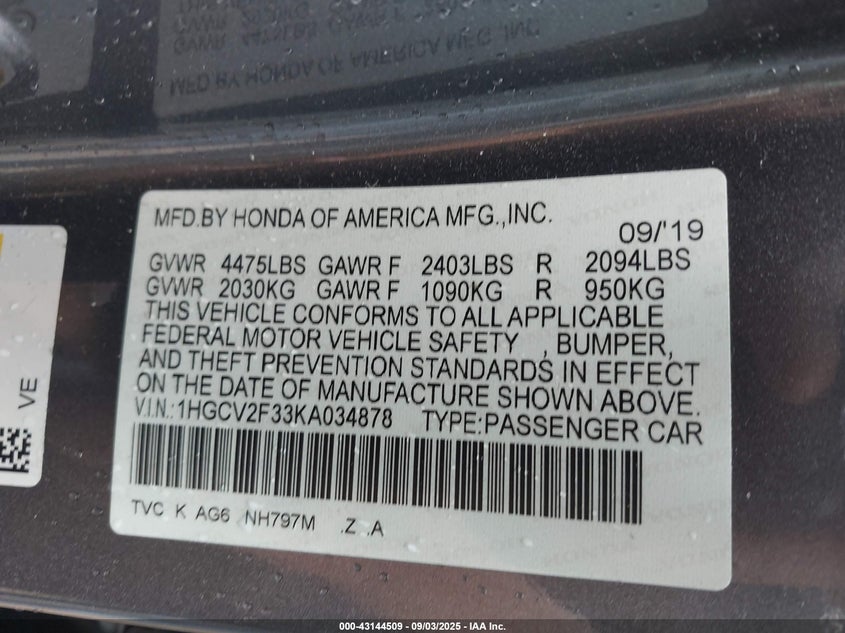 MFD.BY HONDA OF AMERICA MFG.,INC.
09/'19
GVWR 4475LBS GAWR F 2403LBS R 2094LBS
GVWR 2030KG GAWR F 1090KG R 950KG
THIS VEHICLE CONFORMS TO ALL APPLICABLE
FEDERAL MOTOR VEHICLE SAFETY , BUMPER,
AND THEFT PREVENTION STANDARDS IN EFFECT
ON THE DATE OF MANUFACTURE SHOWN ABOVE.
V.I.N.:1HGCV2F33KA034878 TYPE:PASSENGER CAR
TVC K AG6 NH797M .Z .A
VE
000-43144509 - 09/03/2025 - IAA Inc.